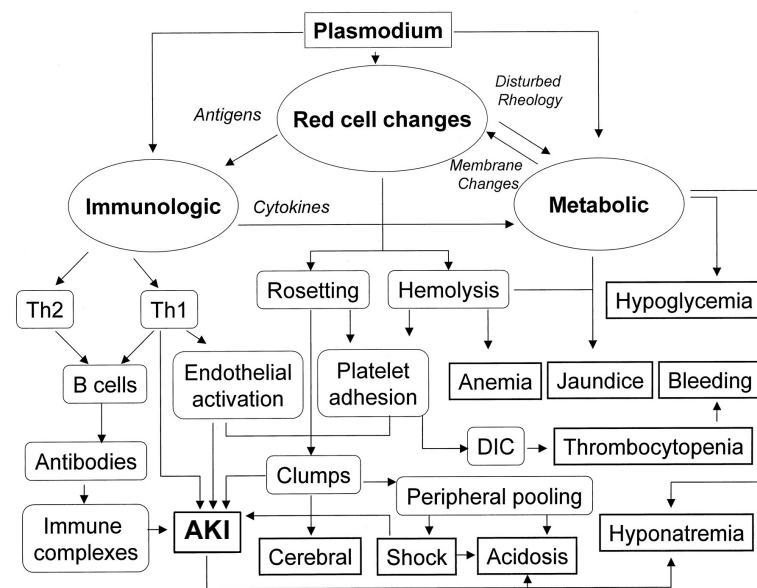 Plasmodium
Disturbed
Rheology
Antigens
Red cell changes
Membrane
Changes
Immunologic
Cytokines
Metabolic
Th2
Th1
Rosetting
Hemolysis
Hypoglycemia
B cells
Endothelial
activation
Platelet
adhesion
Anemia
Jaundice
Bleeding
Antibodies
Clumps
DIC
Thrombocytopenia
Peripheral pooling
Immune
complexes
AKI
Cerebral
Shock
Acidosis
Hyponatremia